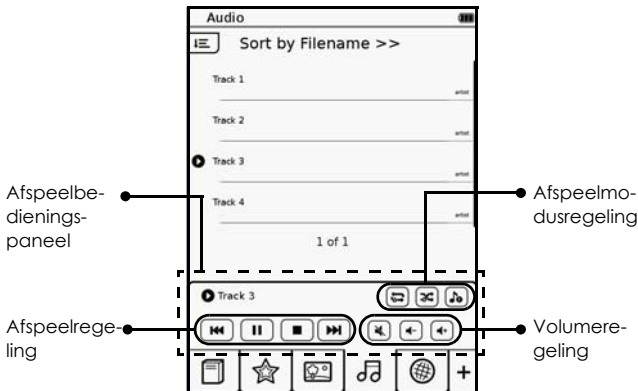 Audio
Sort by Filename >>
Track 1
artist
Track 2
artist
Track 3
artist
Track 4
artist
1 of 1
Afspeelbe-
dienings-
paneel
Afspeelmo-
dusregeling
Track 3
Afspeelrege-
ling
Volumere-
geling